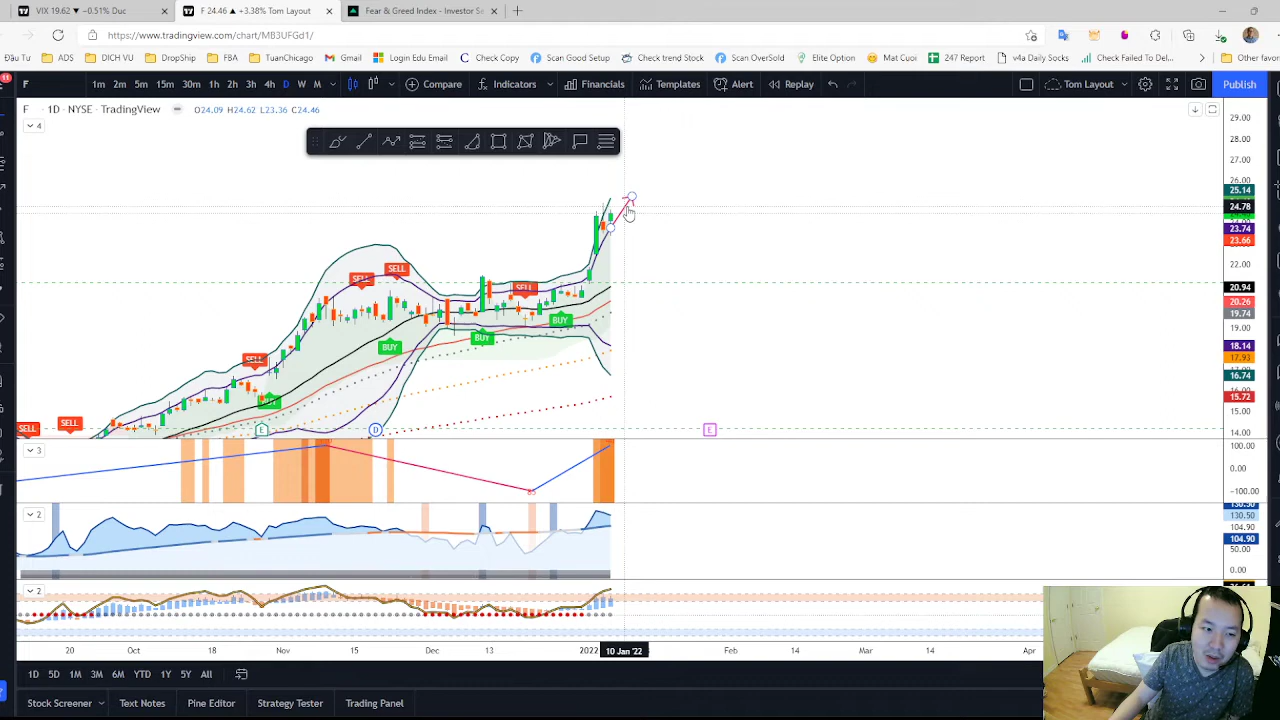 VIX 19.62 ▼ −0.51% Duc
F 24.46 ▲ +3.38% Tom Layout
Fear & Greed Index - Investor Se
https://www.tradingview.com/chart/MB3UFGd1/
Đầu Tư ADS DICH VU DropShip FBA TuanChicago Gmail Login Edu Email Check Copy Scan Good Setup Scan OverSold Elite Option Mat Cuoi 247 Report v4a Daily Socks Check Failed To Del... Other favor
11
F 1m 2m 5m 15m 30m 1h 2h 4h D W M Compare Indicators Financials Templates Alert Replay Tom Layout Publish
F 1D NYSE TradingView O24.09 H24.62 L23.36 C24.46
4
29.00
28.00
27.00
26.00
25.14
24.78
23.74
23.66
22.00
20.94
20.26
19.74
19.00
18.14
17.93
16.74
15.72
15.00
14.00
SELL
SELL
SELL
SELL
SELL
SELL
BUY
BUY
BUY
E
D
E
3
100.00
0.00
−100.00
2
130.50
104.90
104.90
50.00
0.00
2
20 Oct 18 Nov 15 Dec 13 2022 10 Jan '22 Feb 14 Mar 14 Apr
1D 5D 1M 3M 6M YTD 1Y 5Y All
Stock Screener Text Notes Pine Editor Strategy Tester Trading Panel